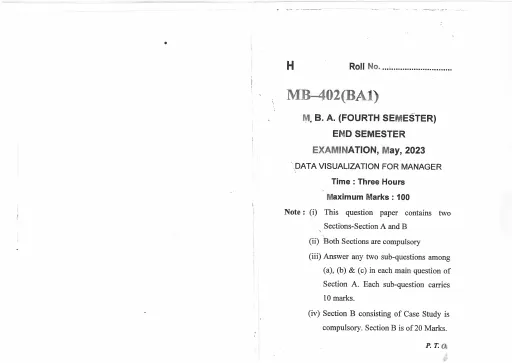 H Roll No. ................................
MB–402(BA1)
M. B. A. (FOURTH SEMESTER)
END SEMESTER
EXAMINATION, May, 2023
DATA VISUALIZATION FOR MANAGER
Time : Three Hours
Maximum Marks : 100
Note : (i) This question paper contains two
Sections-Section A and B
(ii) Both Sections are compulsory
(iii) Answer any two sub-questions among
(a), (b) & (c) in each main question of
Section A. Each sub-question carries
10 marks.
(iv) Section B consisting of Case Study is
compulsory. Section B is of 20 Marks.
P. T. O.